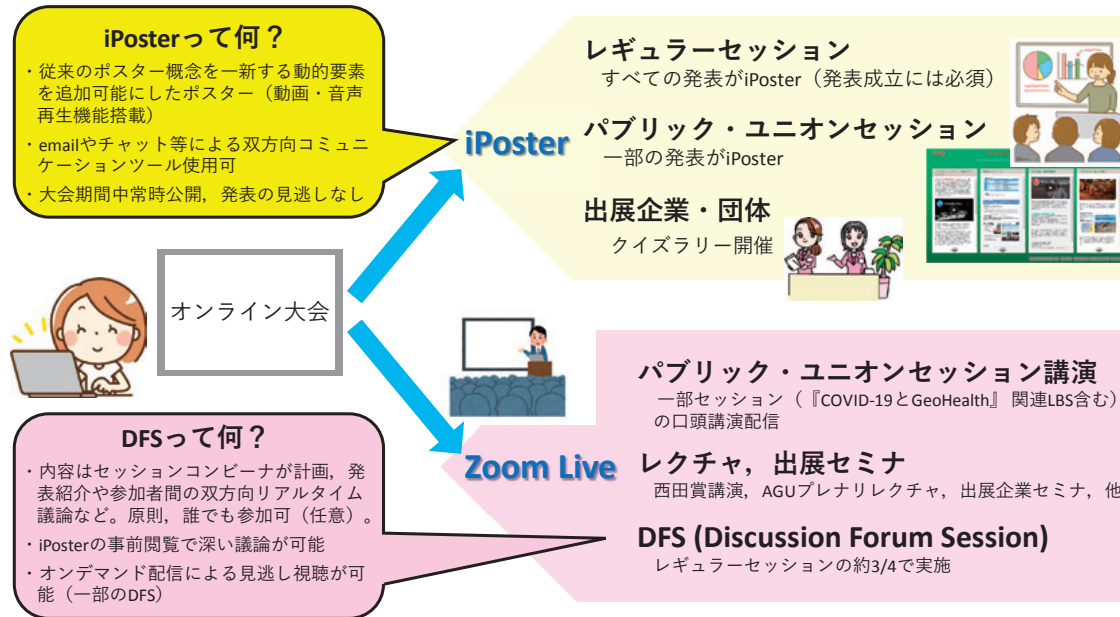 iPosterって何？
・従来のポスター概念を一新する動的要素
を追加可能にしたポスター（動画・音声
再生機能搭載）
・emailやチャット等による双方向コミュニ
ケーションツール使用可
・大会期間中常時公開，発表の見逃しなし
iPoster
レギュラーセッション
すべての発表がiPoster（発表成立には必須）
パブリック・ユニオンセッション
一部の発表がiPoster
出展企業・団体
クイズラリー開催
オンライン大会
DFSって何？
・内容はセッションコンビーナが計画，発
表紹介や参加者間の双方向リアルタイム
議論など。原則，誰でも参加可（任意）。
・iPosterの事前閲覧で深い議論が可能
・オンデマンド配信による見逃し視聴が可
能（一部のDFS）
Zoom Live
パブリック・ユニオンセッション講演
一部セッション（『COVID-19とGeoHealth』 関連LBS含む）
の口頭講演配信
レクチャ，出展セミナ
西田賞講演，AGUプレナリレクチャ，出展企業セミナ，他
DFS (Discussion Forum Session)
レギュラーセッションの約3/4で実施